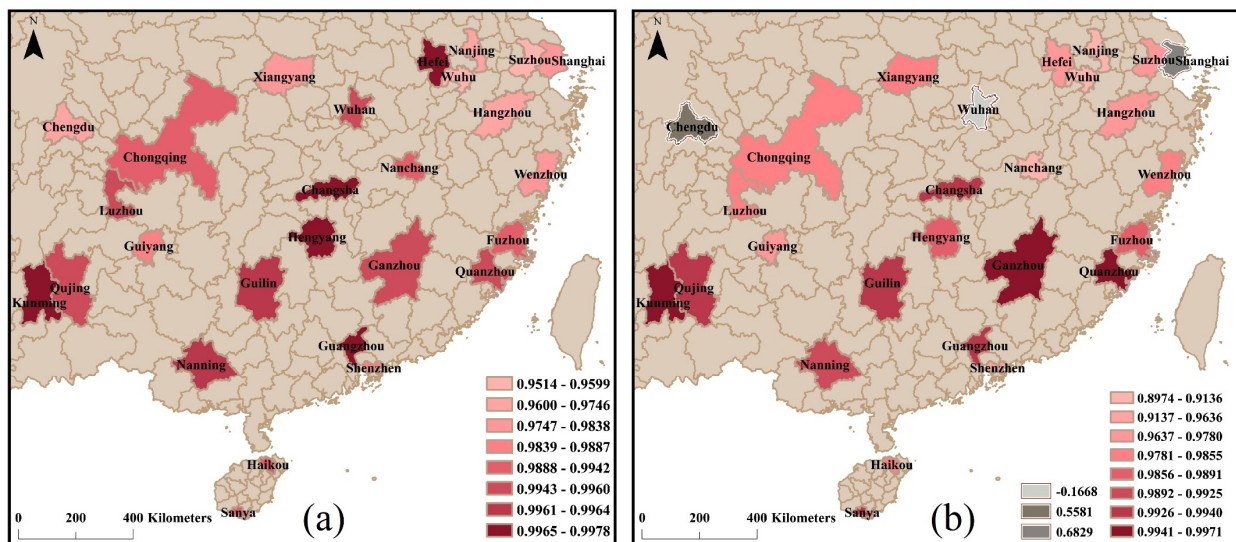 N
Nanjing
Hefei
Suzhou
Shanghai
Wuhu
Xiangyang
Wuhan
Hangzhou
Chengdu
Chongqing
Nanchang
Wenzhou
Changsha
Luzhou
Hengyang
Fuzhou
Guiyang
Ganzhou
Quanzhou
Qujing
Guilin
Kunming
Guangzhou
Nanning
Shenzhen
Haikou
Sanya
0.9514 - 0.9599
0.9600 - 0.9746
0.9747 - 0.9838
0.9839 - 0.9887
0.9888 - 0.9942
0.9943 - 0.9960
0.9961 - 0.9964
0.9965 - 0.9978
0 200 400 Kilometers
(a)
N
Nanjing
Hefei
Suzhou
Shanghai
Wuhu
Xiangyang
Wuhan
Hangzhou
Chengdu
Chongqing
Nanchang
Wenzhou
Changsha
Luzhou
Hengyang
Fuzhou
Guiyang
Ganzhou
Quanzhou
Qujing
Guilin
Kunming
Guangzhou
Nanning
Shenzhen
Haikou
Sanya
-0.1668
0.5581
0.6829
0.8974 - 0.9136
0.9137 - 0.9636
0.9637 - 0.9780
0.9781 - 0.9855
0.9856 - 0.9891
0.9892 - 0.9925
0.9926 - 0.9940
0.9941 - 0.9971
0 200 400 Kilometers
(b)